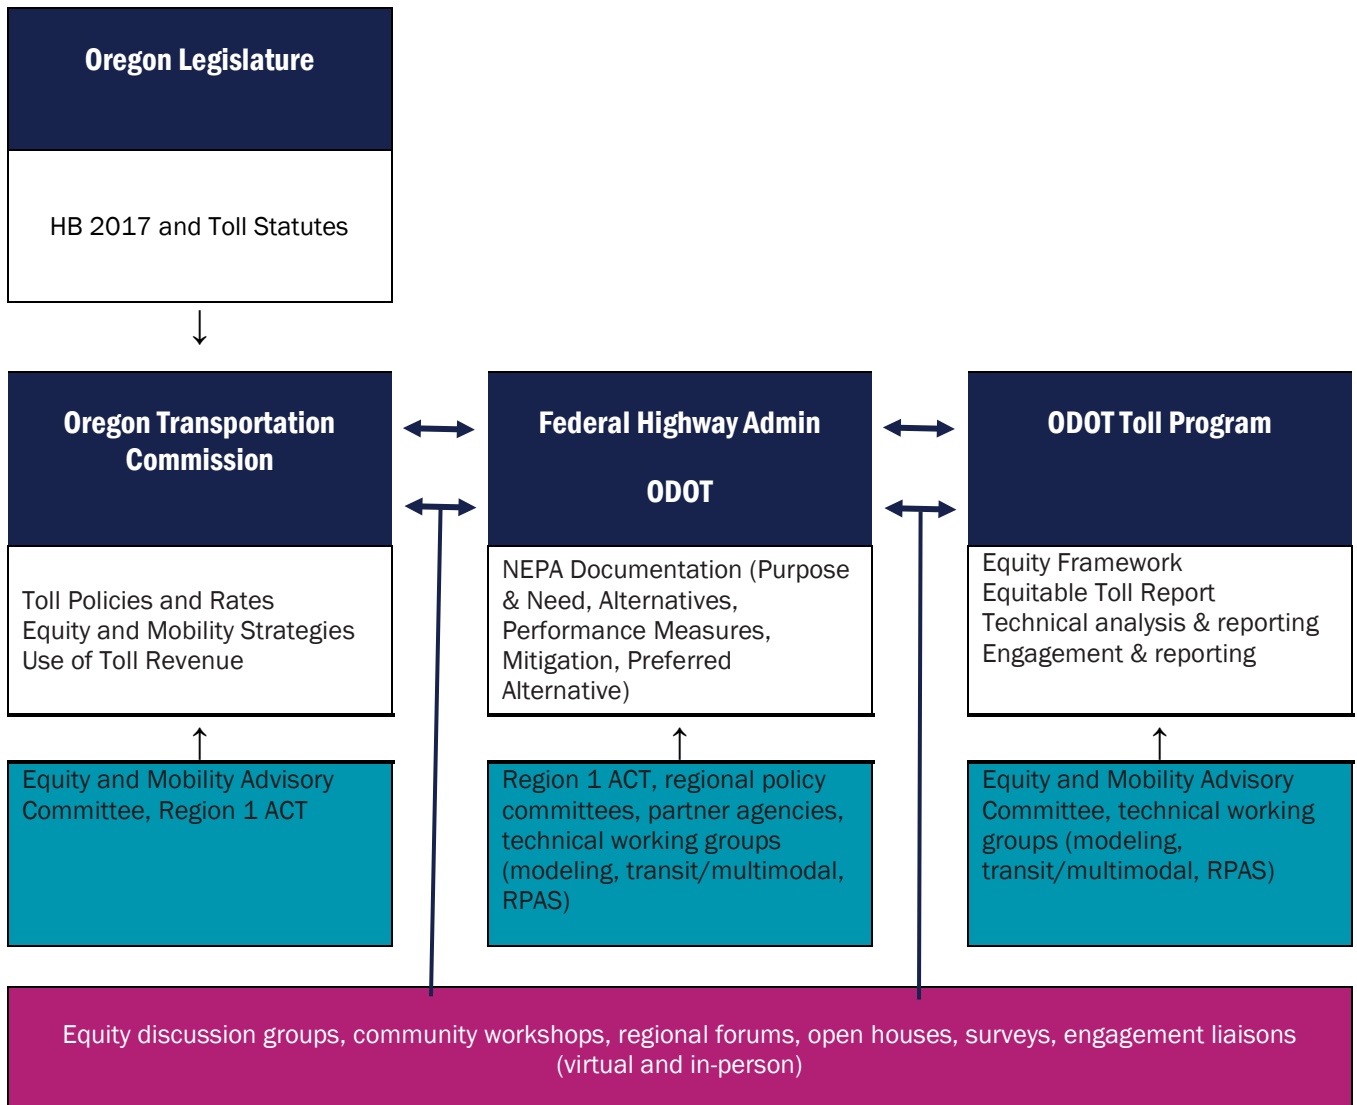 Oregon Legislature
HB 2017 and Toll Statutes
Oregon Transportation
Commission
Toll Policies and Rates
Equity and Mobility Strategies
Use of Toll Revenue
Equity and Mobility Advisory
Committee, Region 1 ACT
Federal Highway Admin
ODOT
NEPA Documentation (Purpose
& Need, Alternatives,
Performance Measures,
Mitigation, Preferred
Alternative)
Region 1 ACT, regional policy
committees, partner agencies,
technical working groups
(modeling, transit/multimodal,
RPAS)
ODOT Toll Program
Equity Framework
Equitable Toll Report
Technical analysis & reporting
Engagement & reporting
Equity and Mobility Advisory
Committee, technical working
groups (modeling,
transit/multimodal, RPAS)
Equity discussion groups, community workshops, regional forums, open houses, surveys, engagement liaisons
(virtual and in-person)